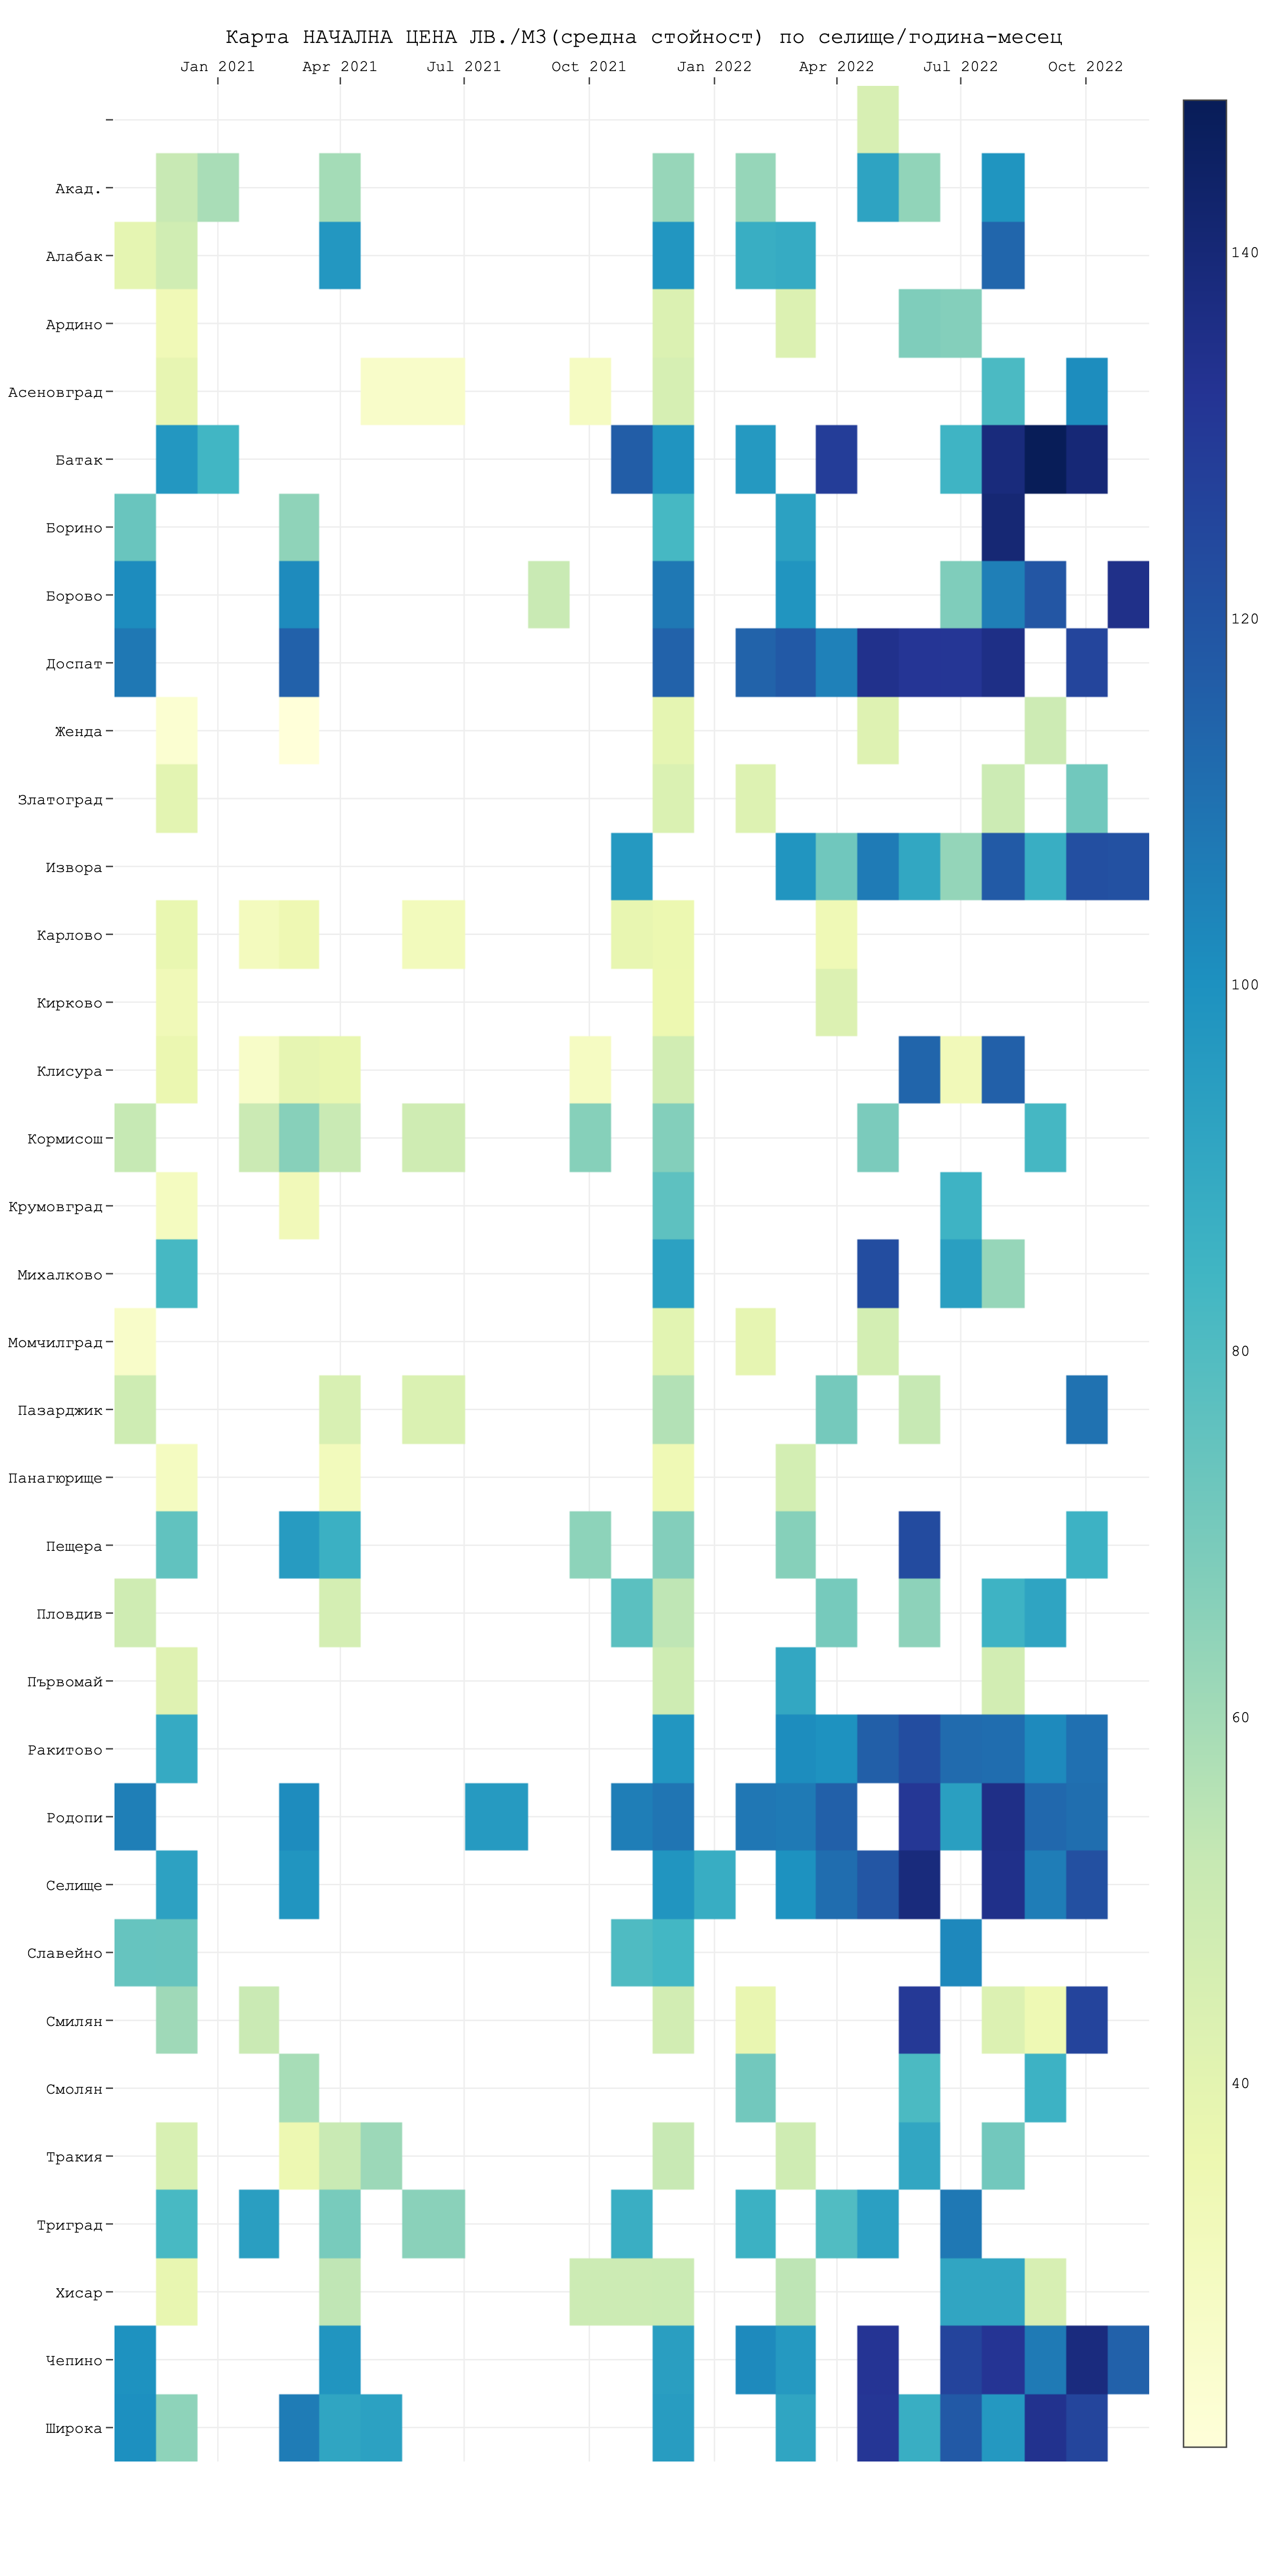 Карта НАЧАЛНА ЦЕНА ЛВ./М3(средна стойност) по селище/година-месец
Jan 2021 Apr 2021 Jul 2021 Oct 2021 Jan 2022 Apr 2022 Jul 2022 Oct 2022
Акад.
Алабак
140
Ардино
Асеновград
Батак
Борино
Борово
120
Доспат
Женда
Златоград
Извора
Карлово
100
Кирково
Клисура
Кормисош
Крумовград
Михалково
Момчилград
80
Пазарджик
Панагюрище
Пещера
Пловдив
Първомай
60
Ракитово
Родопи
Селище
Славейно
Смилян
40
Смолян
Тракия
Триград
Хисар
Чепино
Широка